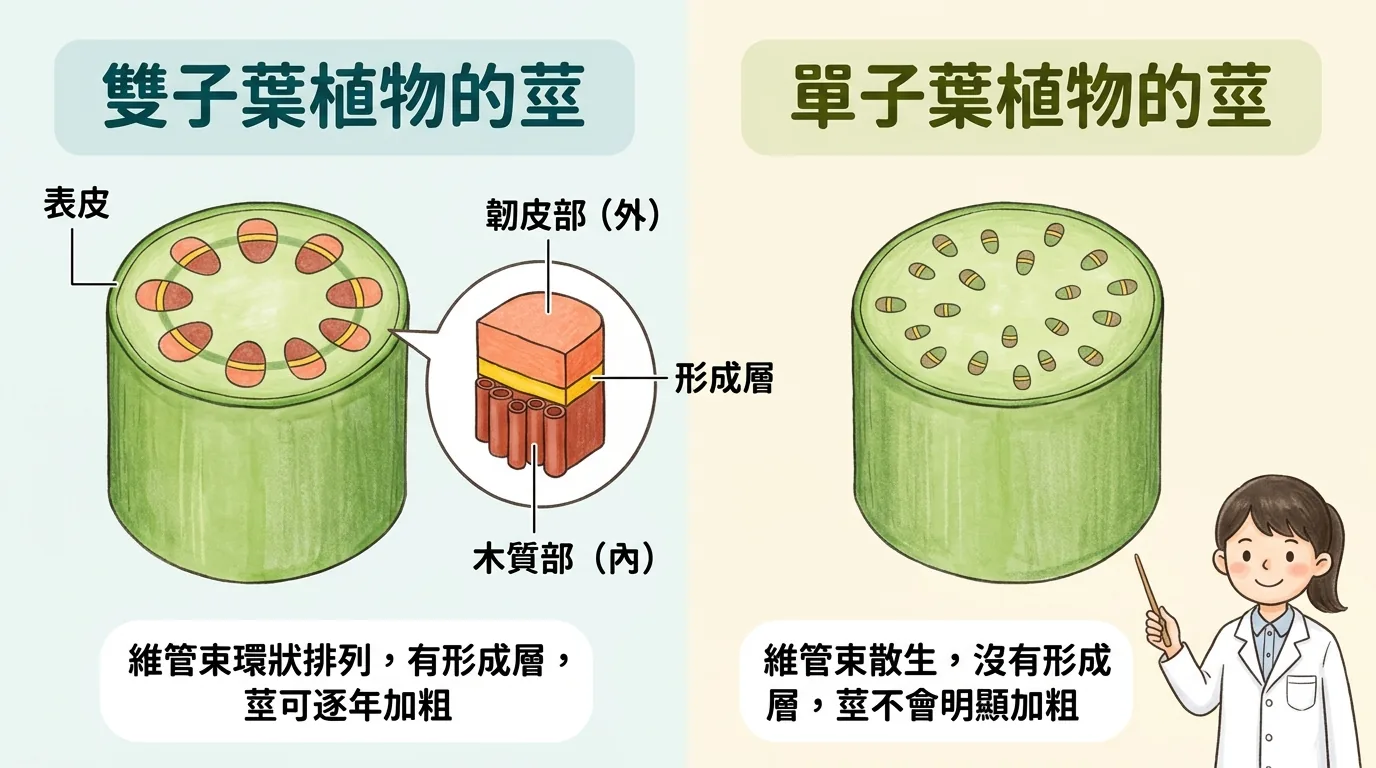 雙子葉植物的莖
表皮
韌皮部（外）
形成層
木質部（內）
維管束環狀排列，有形成層，
莖可逐年加粗
單子葉植物的莖
維管束散生，沒有形成
層，莖不會明顯加粗